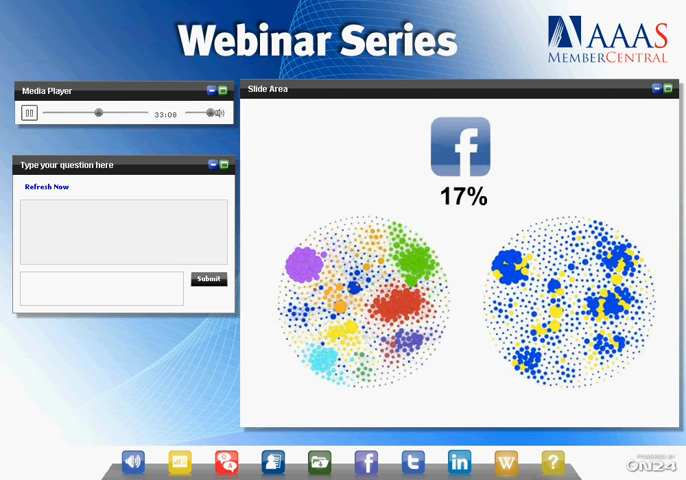 Webinar Series
AAAS
MEMBERCENTRAL
Media Player
33:08
Type your question here
Refresh Now
Submit
Slide Area
f
17%
Q
A
f
t
in
W
?
POWERED BY
ON24